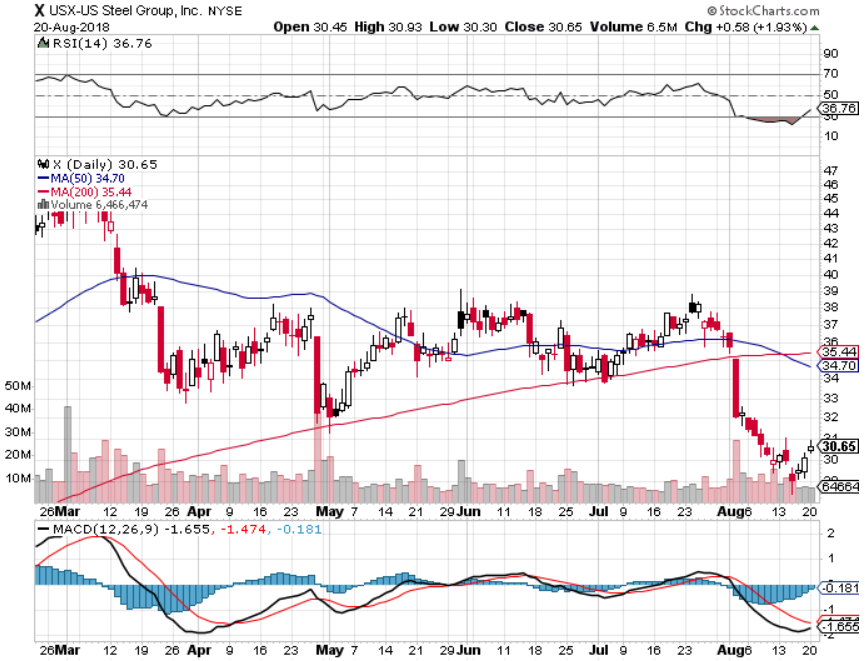 X USX-US Steel Group, Inc. NYSE © StockCharts.com
20-Aug-2018 Open 30.45 High 30.93 Low 30.30 Close 30.65 Volume 6.5M Chg +0.58 (+1.93%)
RSI(14) 36.76
90
70
50
36.76
30
10
X (Daily) 30.65
MA(50) 34.70
MA(200) 35.44
Volume 6,466,474
47
46
45
44
43
42
41
40
39
38
37
36
35.44
34.70
34
33
32
31
30.65
30
50M
40M
30M
20M
10M
26 Mar 12 19 26 Apr 9 16 23 May 7 14 21 29 Jun 11 18 25 Jul 9 16 23 Aug 6 13 20
MACD(12,26,9) -1.655, -1.474, -0.181
2
1
-0.181
-1
-1.655
-2
26 Mar 12 19 26 Apr 9 16 23 May 7 14 21 29 Jun 11 18 25 Jul 9 16 23 Aug 6 13 20